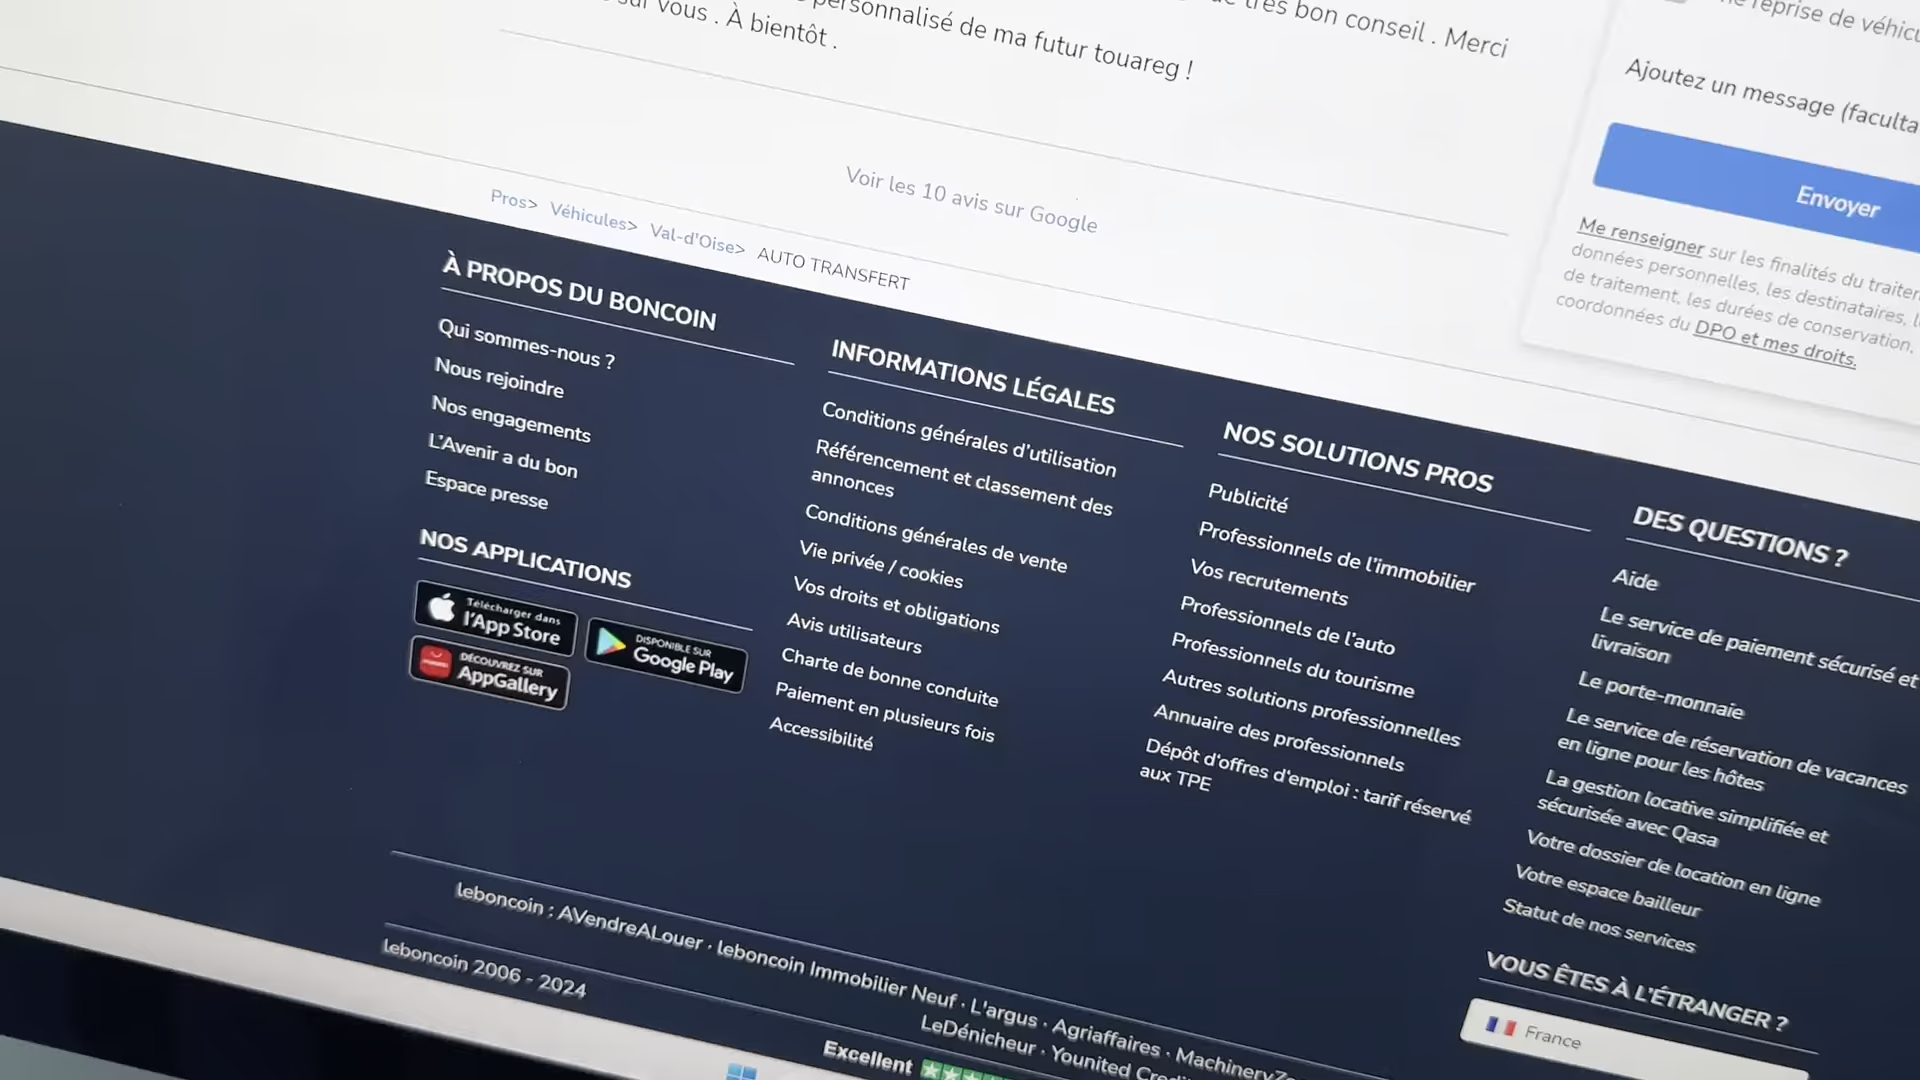 très bon conseil . Merci
sur vous . À bientôt .
personnalisé de ma futur touareg !
reprise de
Ajoutez un message
Envoyer
Me renseigner sur les finalités du
données personnelles, les destinataires,
de traitement, les durées de conservation,
coordonnées du DPO et mes droits.
Voir les 10 avis sur Google
Pros> Véhicules> Val-d'Oise> AUTO TRANSFERT
À PROPOS DU BONCOIN
Qui sommes-nous ?
Nous rejoindre
Nos engagements
L'Avenir a du bon
Espace presse
NOS APPLICATIONS
Télécharger dans
l'App Store
DISPONIBLE SUR
Google Play
DÉCOUVREZ SUR
AppGallery
INFORMATIONS LÉGALES
Conditions générales d'utilisation
Référencement et classement des
annonces
Conditions générales de vente
Vie privée / cookies
Vos droits et obligations
Avis utilisateurs
Charte de bonne conduite
Paiement en plusieurs fois
Accessibilité
NOS SOLUTIONS PROS
Publicité
Professionnels de l'immobilier
Vos recrutements
Professionnels de l'auto
Professionnels du tourisme
Autres solutions professionnelles
Annuaire des professionnels
Dépôt d'offres d'emploi : tarif réservé
aux TPE
DES QUESTIONS ?
Aide
Le service de paiement sécurisé et
livraison
Le porte-monnaie
Le service de réservation de vacances
en ligne pour les hôtes
La gestion locative simplifiée et
sécurisée avec Qasa
Votre dossier de location en ligne
Votre espace bailleur
Statut de nos services
VOUS ÊTES À L'ÉTRANGER ?
France
leboncoin : AVendreALouer · leboncoin Immobilier Neuf · L'argus · Agriaffaires ·
LeDénicheur · Younited
leboncoin 2006 - 2024
Excellent